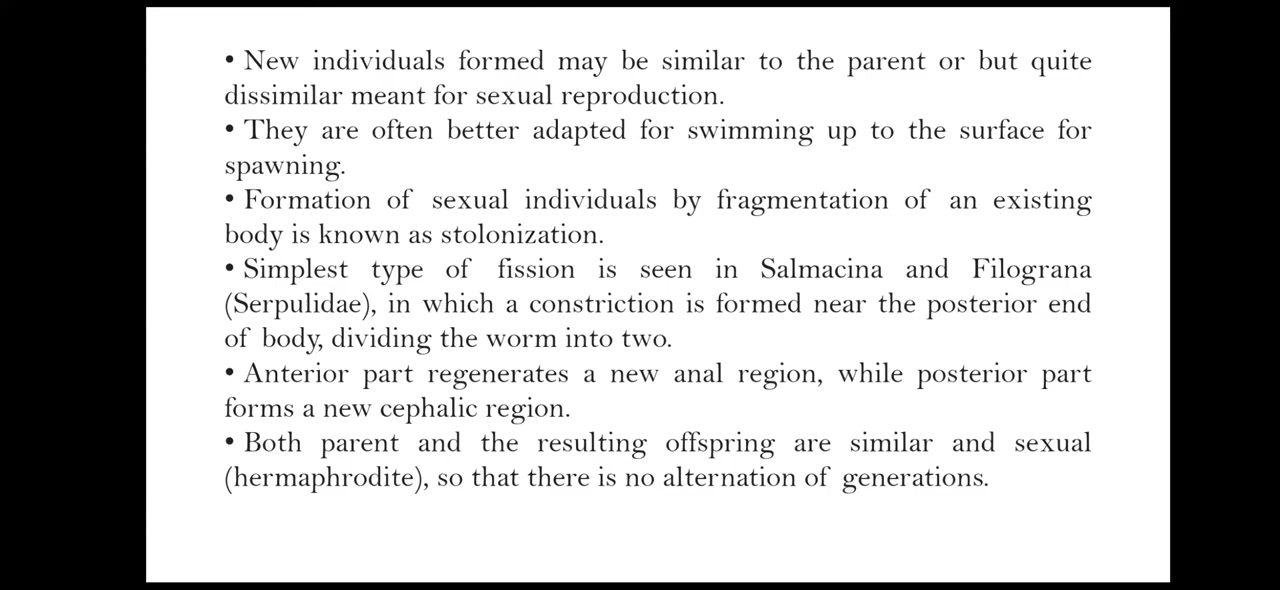 • New individuals formed may be similar to the parent or but quite
dissimilar meant for sexual reproduction.
• They are often better adapted for swimming up to the surface for
spawning.
• Formation of sexual individuals by fragmentation of an existing
body is known as stolonization.
• Simplest type of fission is seen in Salmacina and Filograna
(Serpulidae), in which a constriction is formed near the posterior end
of body, dividing the worm into two.
• Anterior part regenerates a new anal region, while posterior part
forms a new cephalic region.
• Both parent and the resulting offspring are similar and sexual
(hermaphrodite), so that there is no alternation of generations.